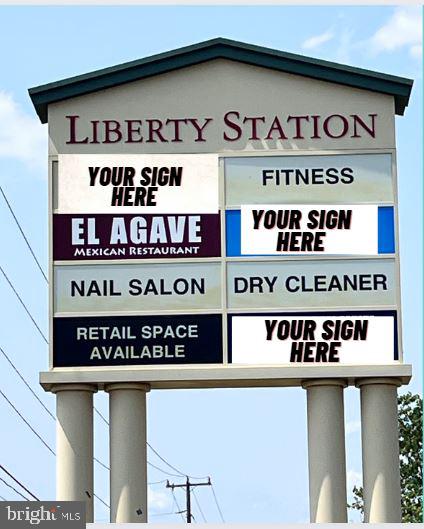 LIBERTY STATION
YOUR SIGN
HERE
FITNESS
EL AGAVE
MEXICAN RESTAURANT
YOUR SIGN
HERE
NAIL SALON
DRY CLEANER
RETAIL SPACE
AVAILABLE
YOUR SIGN
HERE
bright MLS